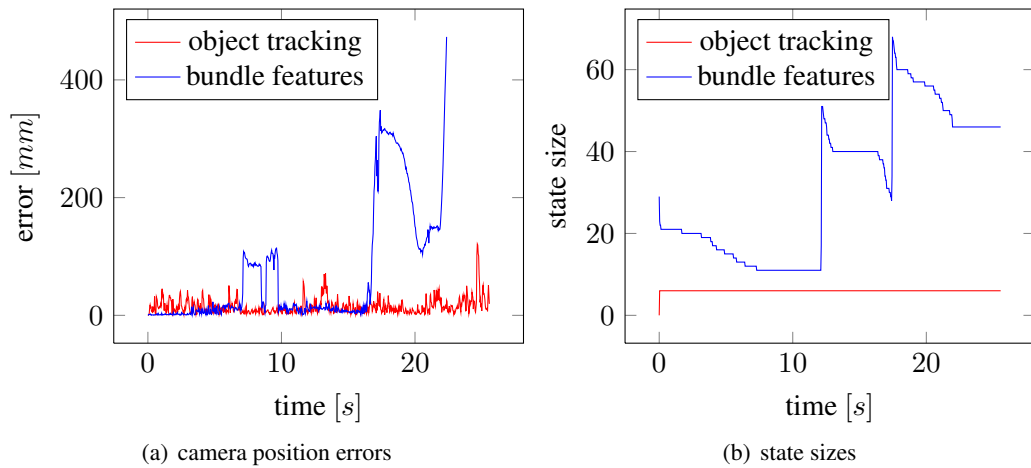 object tracking
bundle features
400
200
0
error [mm]
0 10 20
time [s]
(a) camera position errors
object tracking
bundle features
60
40
20
0
state size
0 10 20
time [s]
(b) state sizes